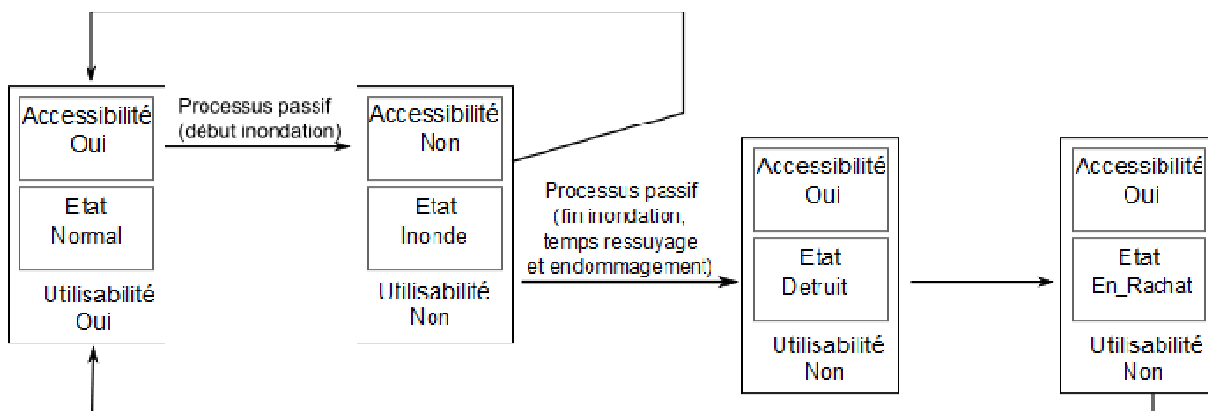 Accessibilité
Oui
Etat
Normal
Utilisabilité
Oui
Processus passif
(début inondation)
Accessibilité
Non
Etat
Inonde
Utilisabilité
Non
Processus passif
(fin inondation,
temps ressuyage
et endommagement)
Accessibilité
Oui
Etat
Detruit
Utilisabilité
Non
Accessibilité
Oui
Etat
En_Rachat
Utilisabilité
Non